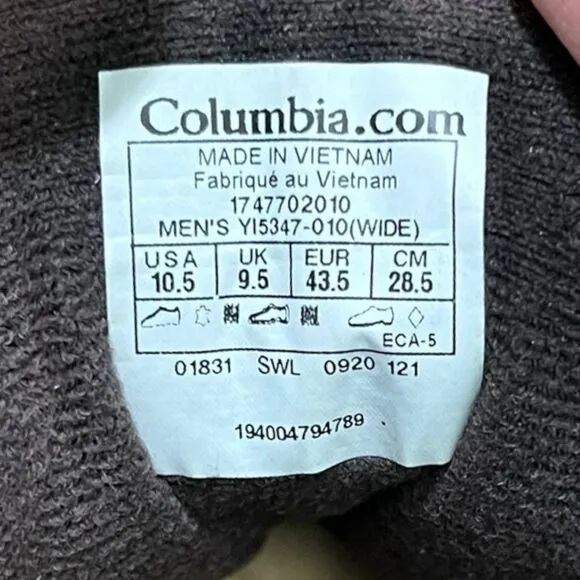 Columbia.com
MADE IN VIETNAM
Fabriqué au Vietnam
1747702010
MEN'S YI5347-010(WIDE)
USA UK EUR CM
10.5 9.5 43.5 28.5
ECA-5
01831 SWL 0920 121
194004794789